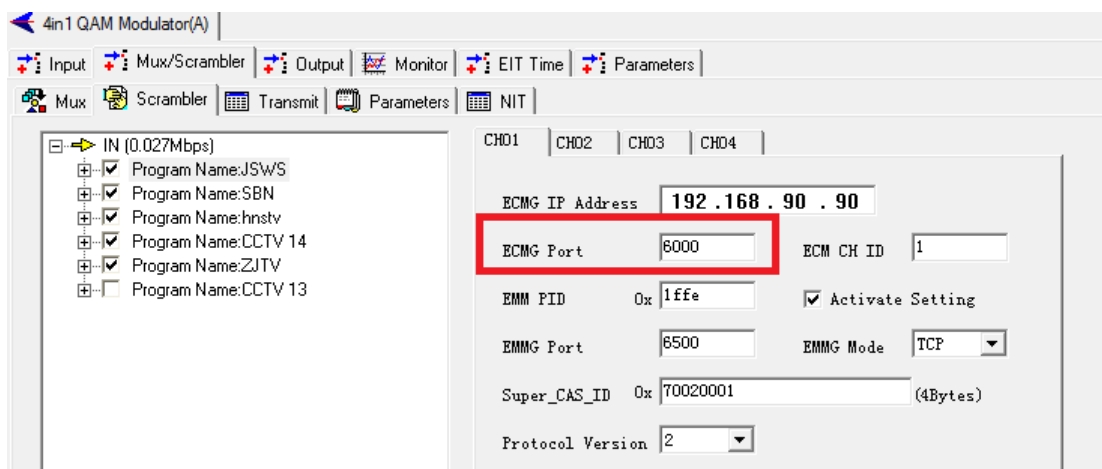 4in1 QAM Modulator(A)
Input Mux/Scrambler Output Monitor EIT Time Parameters
Mux Scrambler Transmit Parameters NIT
IN (0.027Mbps)
Program Name:JSWS
Program Name:SBN
Program Name:hnstv
Program Name:CCTV 14
Program Name:ZJTV
Program Name:CCTV 13
CH01 CH02 CH03 CH04
ECMG IP Address 192 .168 . 90 . 90
ECMG Port 6000 ECM CH ID 1
EMM PID 0x 1ffe Activate Setting
EMMG Port 6500 EMMG Mode TCP
Super_CAS_ID 0x 70020001 (4Bytes)
Protocol Version 2